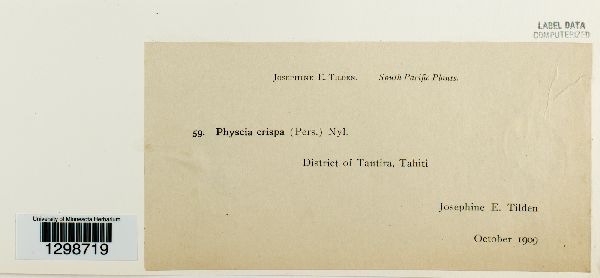 LABEL DATA
COMPUTERIZED
JOSEPHINE E. TILDEN. South Pacific Plants.
59. Physcia crispa (Pers.) Nyl.
District of Tautira, Tahiti
Josephine E. Tilden
October 1909
University of Minnesota Herbarium
1298719